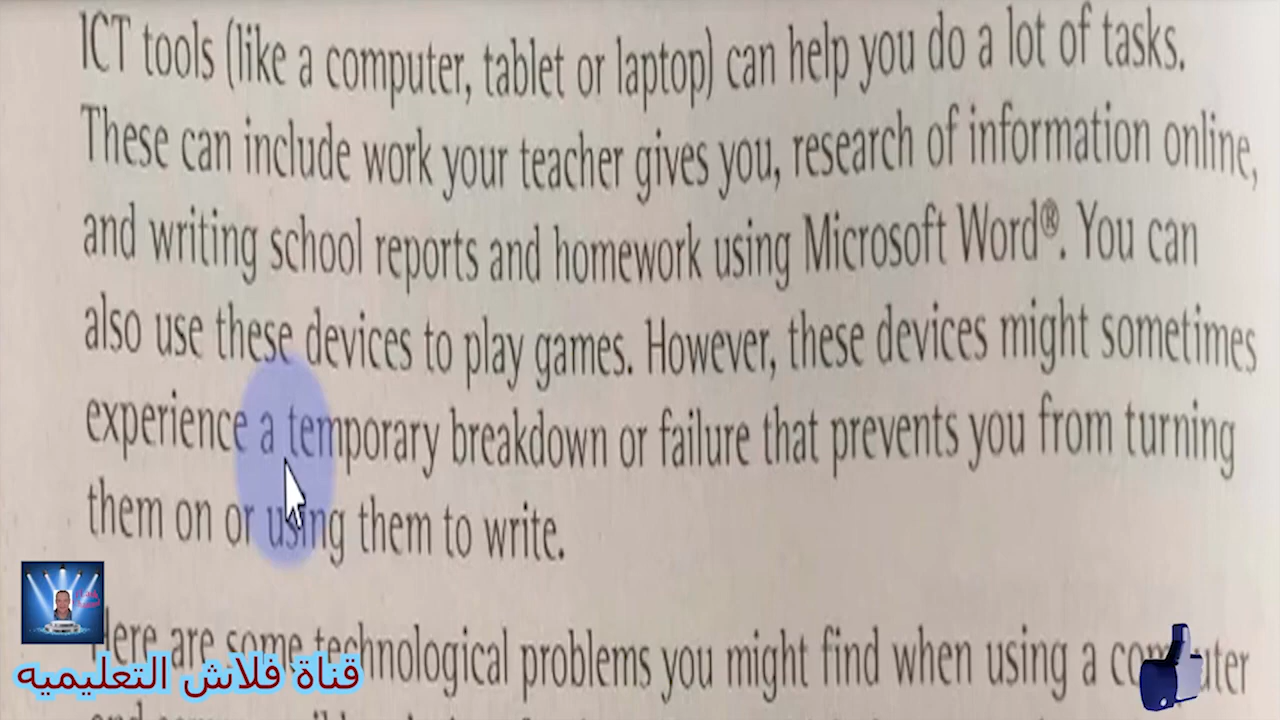 ICT tools (like a computer, tablet or laptop) can help you do a lot of tasks.
These can include work your teacher gives you, research of information online,
and writing school reports and homework using Microsoft Word®. You can
also use these devices to play games. However, these devices might sometimes
experience a temporary breakdown or failure that prevents you from turning
them on or using them to write.
Here are some technological problems you might find when using a computer
قناة قلاش التعليميه